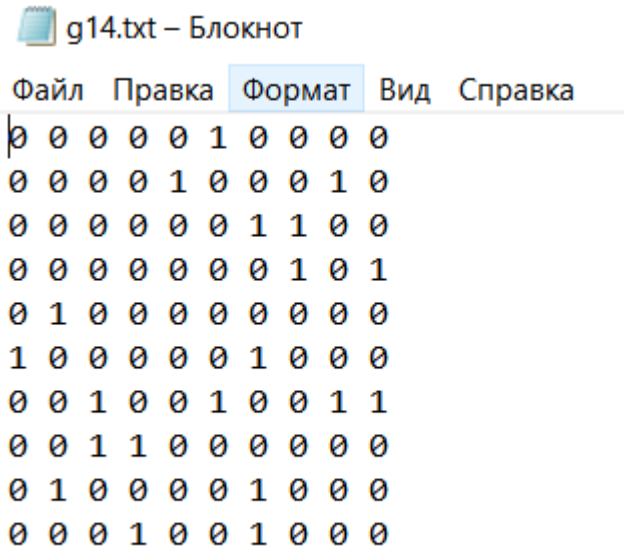 g14.txt – Блокнот
Файл Правка Формат Вид Справка
0 0 0 0 0 1 0 0 0 0
0 0 0 0 1 0 0 0 1 0
0 0 0 0 0 0 1 1 0 0
0 0 0 0 0 0 0 1 0 1
0 1 0 0 0 0 0 0 0 0
1 0 0 0 0 0 1 0 0 0
0 0 1 0 0 1 0 0 1 1
0 0 1 1 0 0 0 0 0 0
0 1 0 0 0 0 1 0 0 0
0 0 0 1 0 0 1 0 0 0